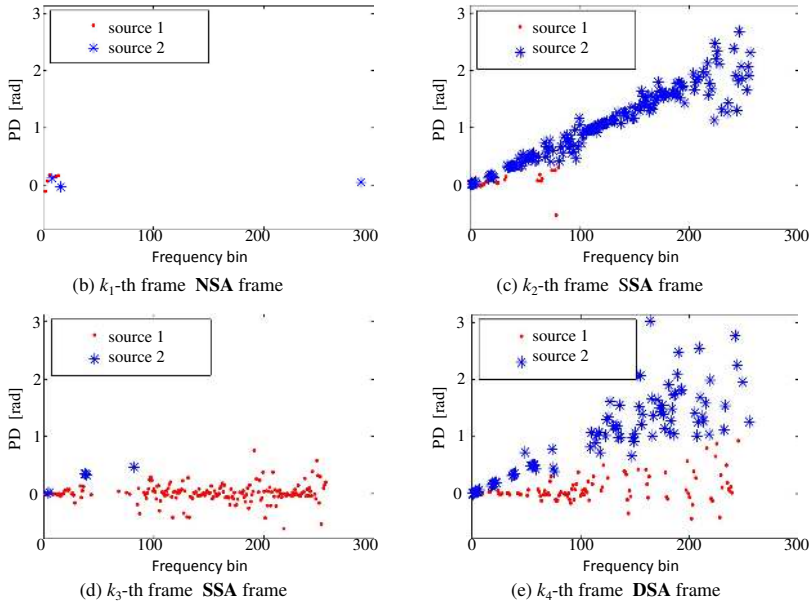 3
source 1
source 2
2
PD [rad]
1
0
0
100
200
300
Frequency bin
(b) k₁-th frame NSA frame
3
source 1
source 2
2
PD [rad]
1
0
0
100
200
300
Frequency bin
(c) k₂-th frame SSA frame
3
source 1
source 2
2
PD [rad]
1
0
0
100
200
300
Frequency bin
(d) k₃-th frame SSA frame
3
source 1
source 2
2
PD [rad]
1
0
0
100
200
300
Frequency bin
(e) k₄-th frame DSA frame